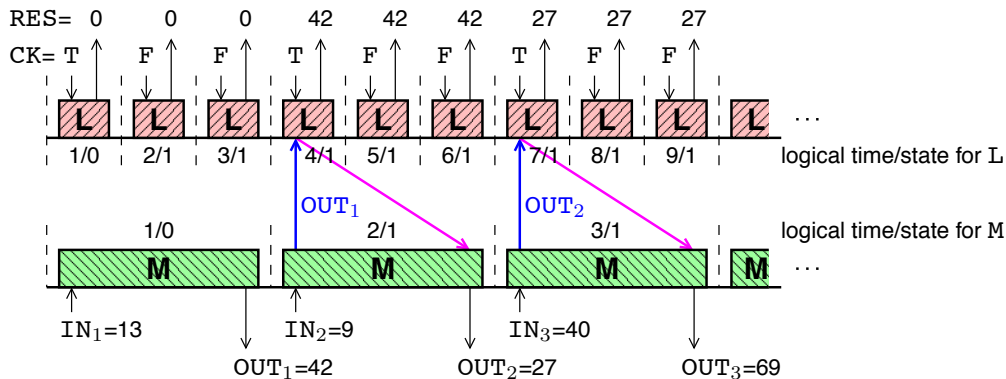 RES= 0 0 0 42 42 42 27 27 27
CK= T F F T F F T F F
L L L L L L L L L L ...
1/0 2/1 3/1 4/1 5/1 6/1 7/1 8/1 9/1 logical time/state for L
OUT1 OUT2
1/0 2/1 3/1 logical time/state for M
M M M M ...
IN1=13 IN2=9 IN3=40
OUT1=42 OUT2=27 OUT3=69